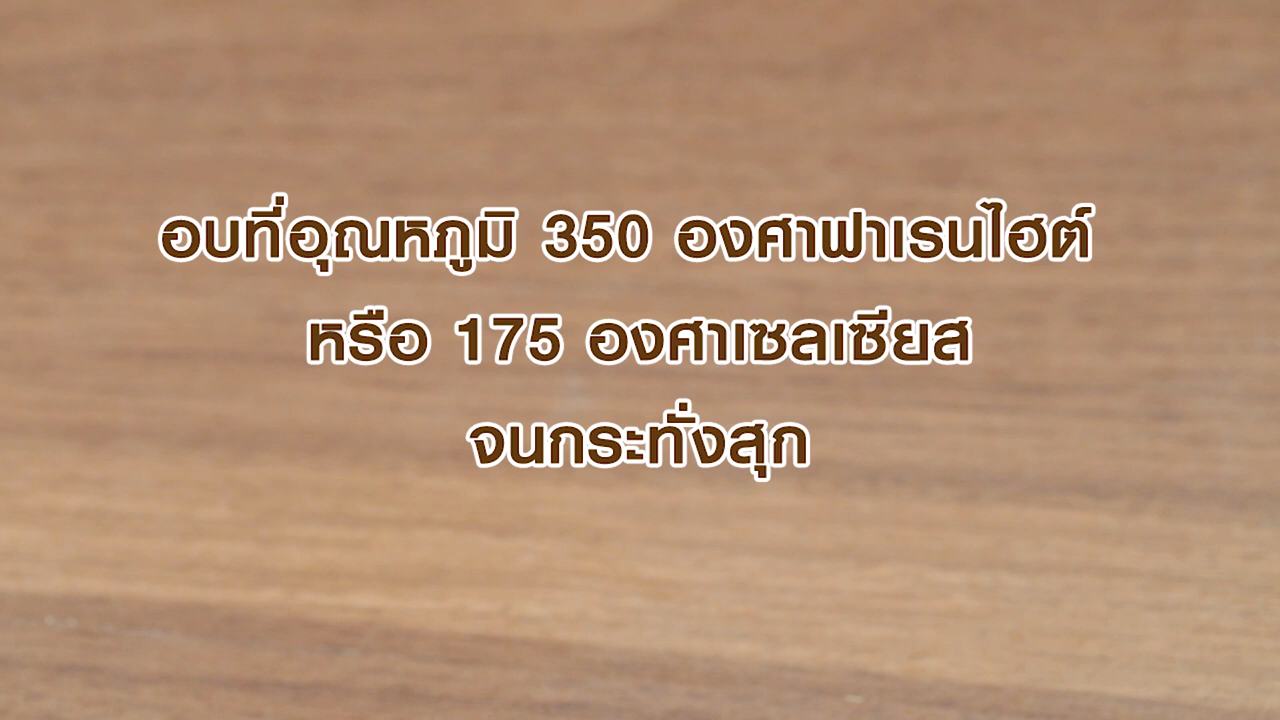 อบที่อุณหภูมิ 350 องศาฟาเรนไฮต์
หรือ 175 องศาเซลเซียส
จนกระทั่งสุก